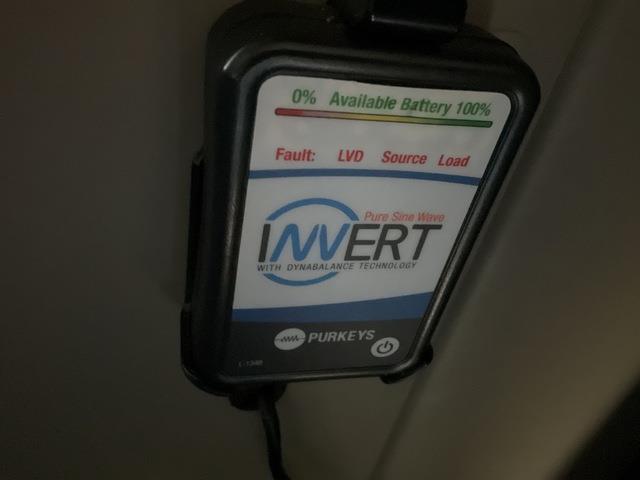 0% Available Battery 100%
Fault: LVD Source Load
Pure Sine Wave
INVERT
WITH DYNABALANCE TECHNOLOGY
PURKEYS